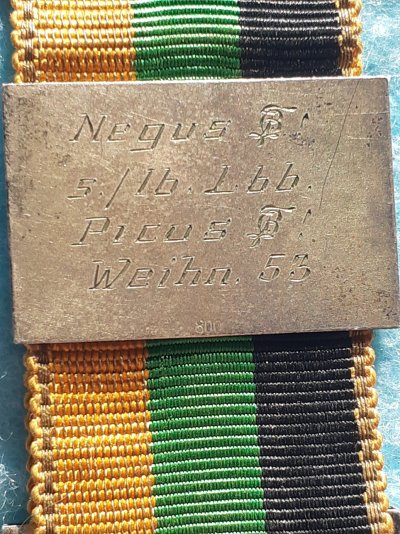 Negus !
s./lb. Lbb.
Picus !
Weihn. 53
800